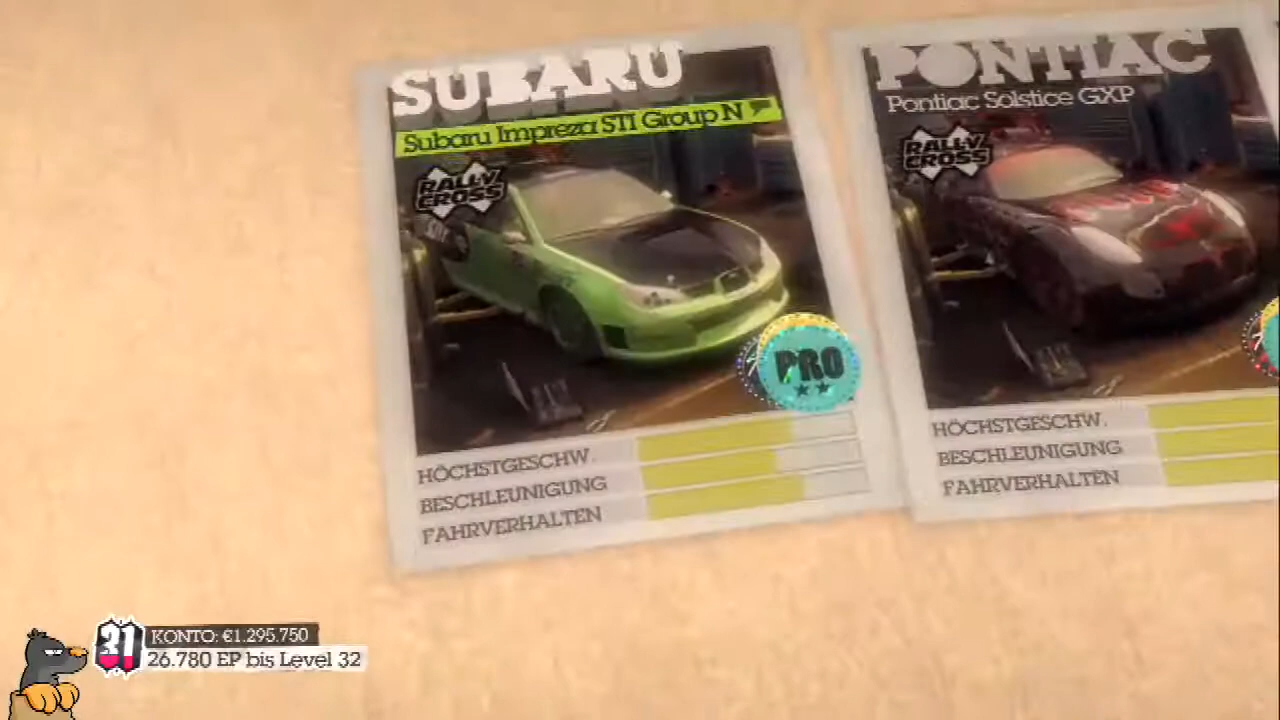 SUBARU
Subaru Impreza STI Group N
RALLY
CROSS
PRO
HÖCHSTGESCHW.
BESCHLEUNIGUNG
FAHRVERHALTEN
PONTIAC
Pontiac Solstice GXP
RALLY
CROSS
HÖCHSTGESCHW.
BESCHLEUNIGUNG
FAHRVERHALTEN
31
KONTO: €1.295.750
26.780 EP bis Level 32